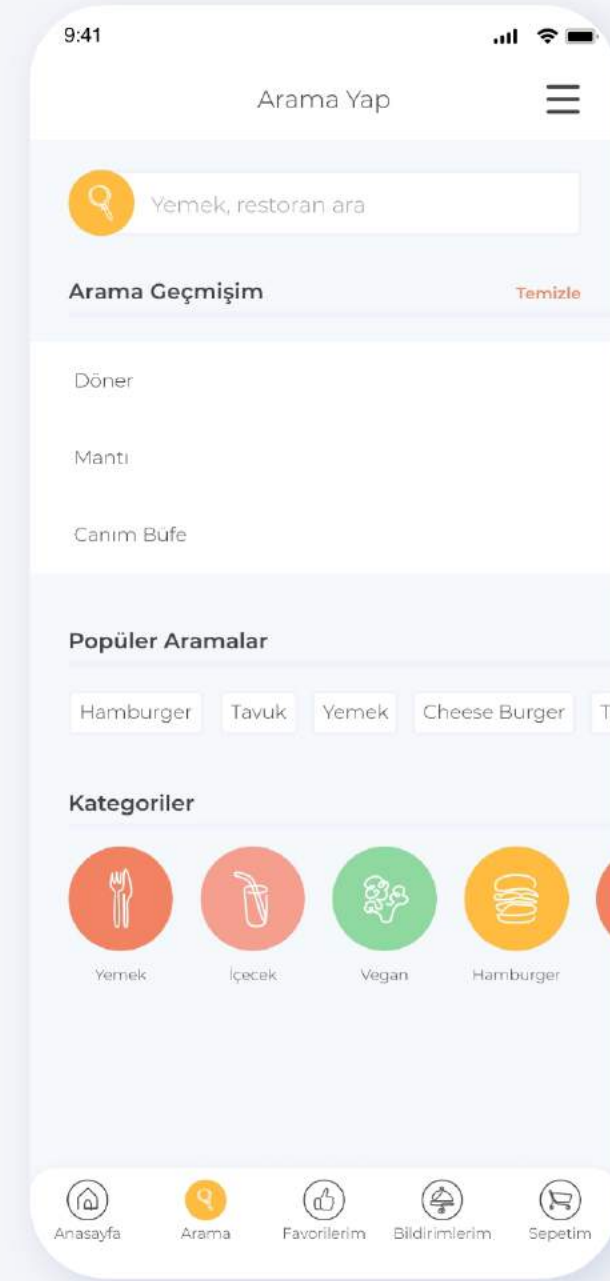 9:41
Arama Yap
Yemek, restoran ara
Arama Geçmişim Temizle
Döner
Mantı
Canım Büfe
Popüler Aramalar
Hamburger Tavuk Yemek Cheese Burger T
Kategoriler
Yemek İçecek Vegan Hamburger
Anasayfa Arama Favorilerim Bildirimlerim Sepetim